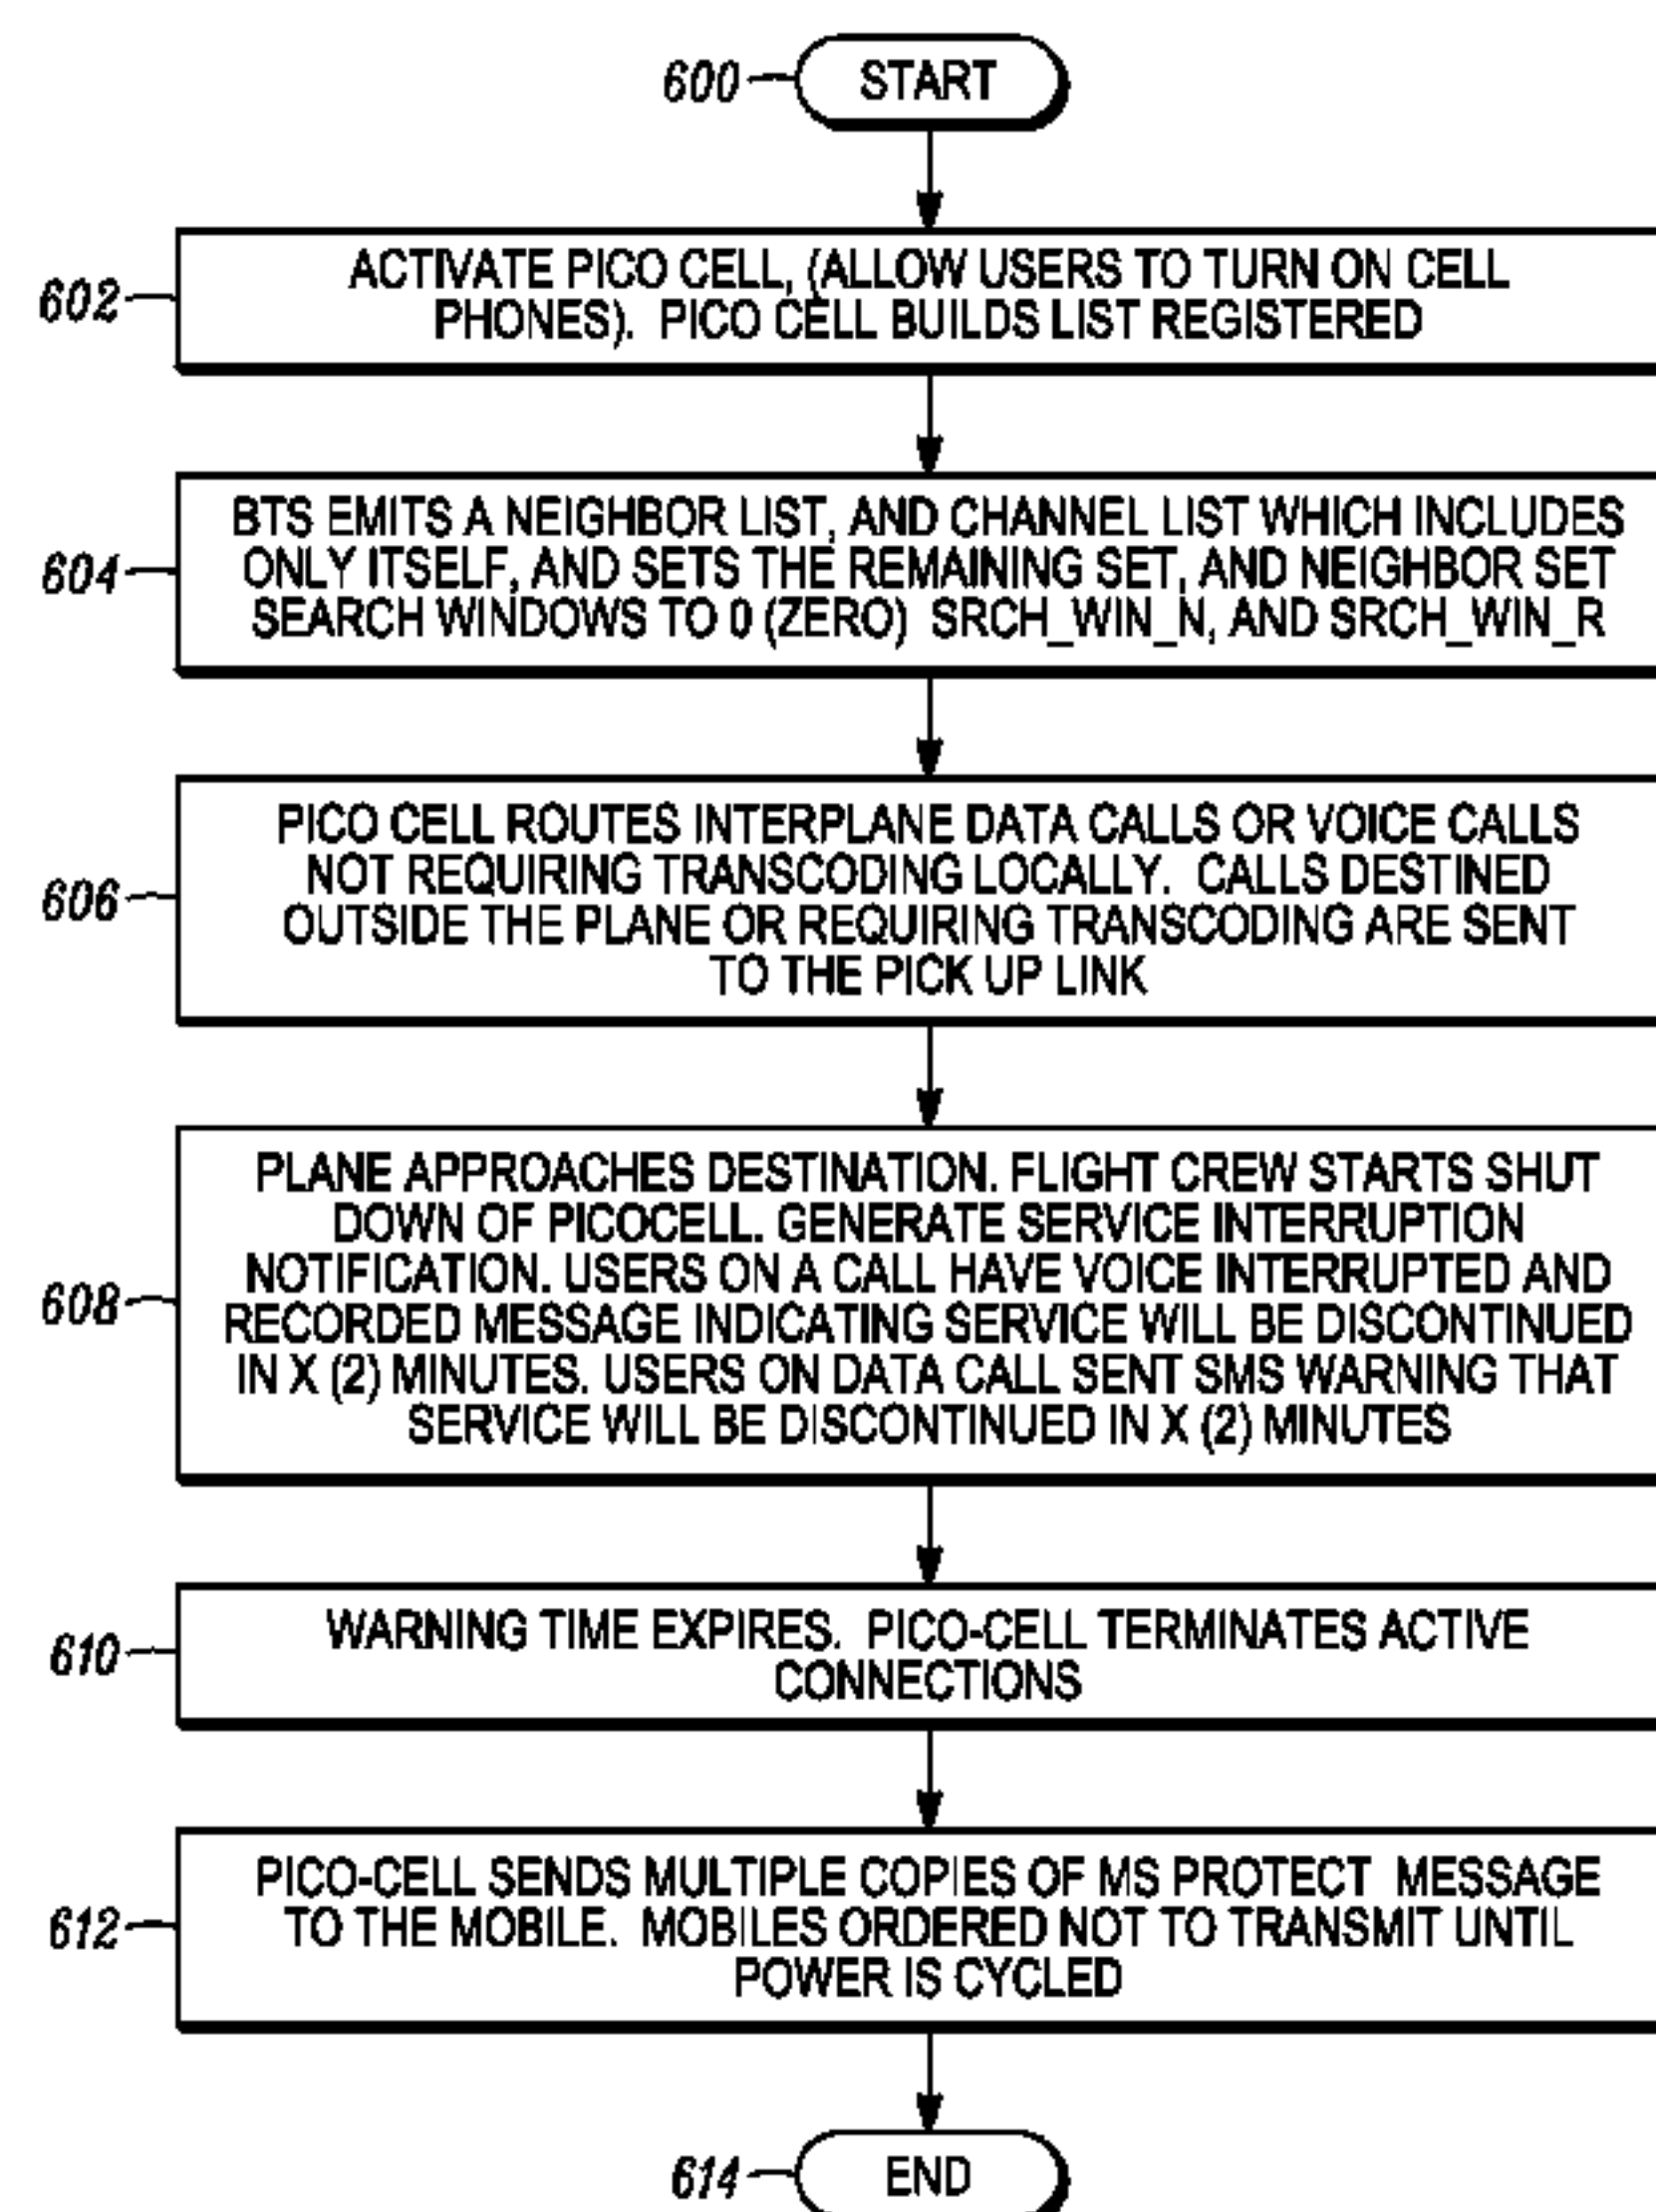 600
START
602
ACTIVATE PICO CELL, (ALLOW USERS TO TURN ON CELL
PHONES). PICO CELL BUILDS LIST REGISTERED
604
BTS EMITS A NEIGHBOR LIST, AND CHANNEL LIST WHICH INCLUDES
ONLY ITSELF, AND SETS THE REMAINING SET, AND NEIGHBOR SET
SEARCH WINDOWS TO 0 (ZERO) SRCH_WIN_N, AND SRCH_WIN_R
606
PICO CELL ROUTES INTERPLANE DATA CALLS OR VOICE CALLS
NOT REQUIRING TRANSCODING LOCALLY. CALLS DESTINED
OUTSIDE THE PLANE OR REQUIRING TRANSCODING ARE SENT
TO THE PICK UP LINK
608
PLANE APPROACHES DESTINATION. FLIGHT CREW STARTS SHUT
DOWN OF PICOCELL. GENERATE SERVICE INTERRUPTION
NOTIFICATION. USERS ON A CALL HAVE VOICE INTERRUPTED AND
RECORDED MESSAGE INDICATING SERVICE WILL BE DISCONTINUED
IN X (2) MINUTES. USERS ON DATA CALL SENT SMS WARNING THAT
SERVICE WILL BE DISCONTINUED IN X (2) MINUTES
610
WARNING TIME EXPIRES. PICO-CELL TERMINATES ACTIVE
CONNECTIONS
612
PICO-CELL SENDS MULTIPLE COPIES OF MS PROTECT MESSAGE
TO THE MOBILE. MOBILES ORDERED NOT TO TRANSMIT UNTIL
POWER IS CYCLED
614
END